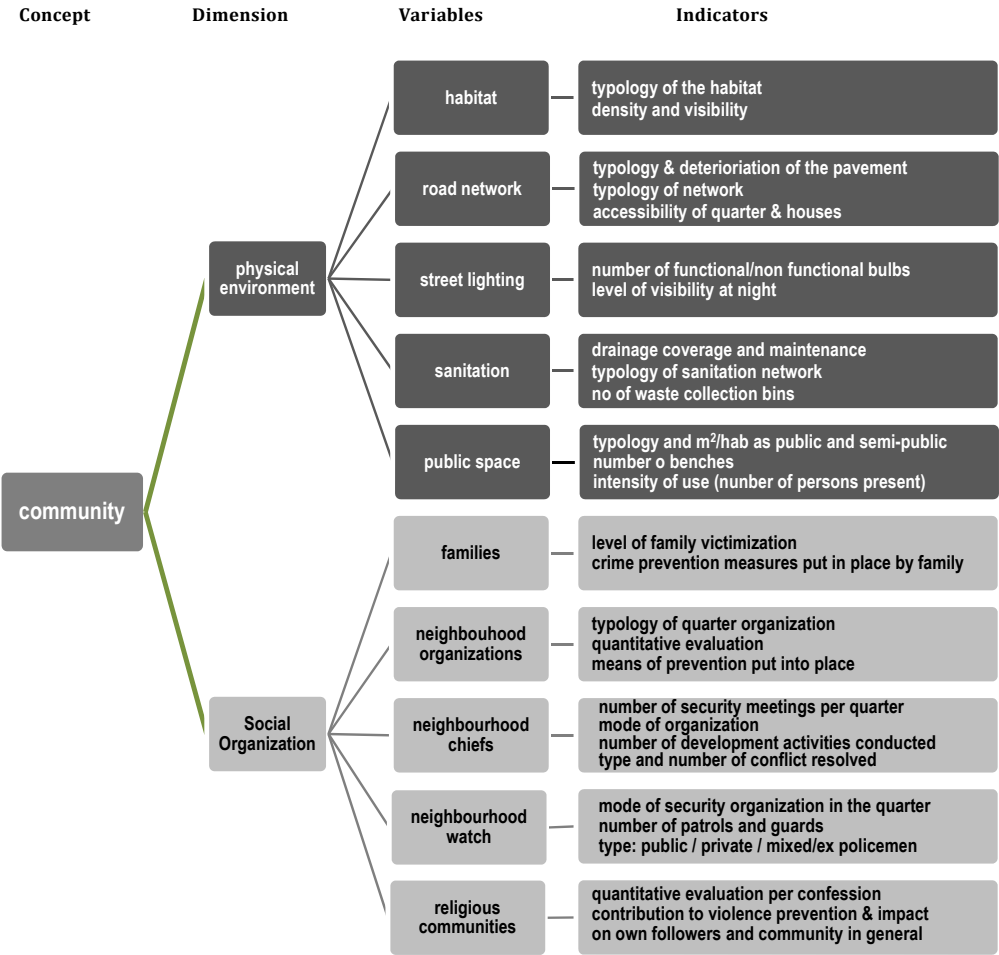 Concept
Dimension
Variables
Indicators
community
physical
environment
habitat
typology of the habitat
density and visibility
road network
typology & deterioriation of the pavement
typology of network
accessibility of quarter & houses
street lighting
number of functional/non functional bulbs
level of visibility at night
sanitation
drainage coverage and maintenance
typology of sanitation network
no of waste collection bins
public space
typology and m²/hab as public and semi-public
number o benches
intensity of use (nunber of persons present)
Social
Organization
families
level of family victimization
crime prevention measures put in place by family
neighbouhood
organizations
typology of quarter organization
quantitative evaluation
means of prevention put into place
neighbourhood
chiefs
number of security meetings per quarter
mode of organization
number of development activities conducted
type and number of conflict resolved
neighbourhood
watch
mode of security organization in the quarter
number of patrols and guards
type: public / private / mixed/ex policemen
religious
communities
quantitative evaluation per confession
contribution to violence prevention & impact
on own followers and community in general